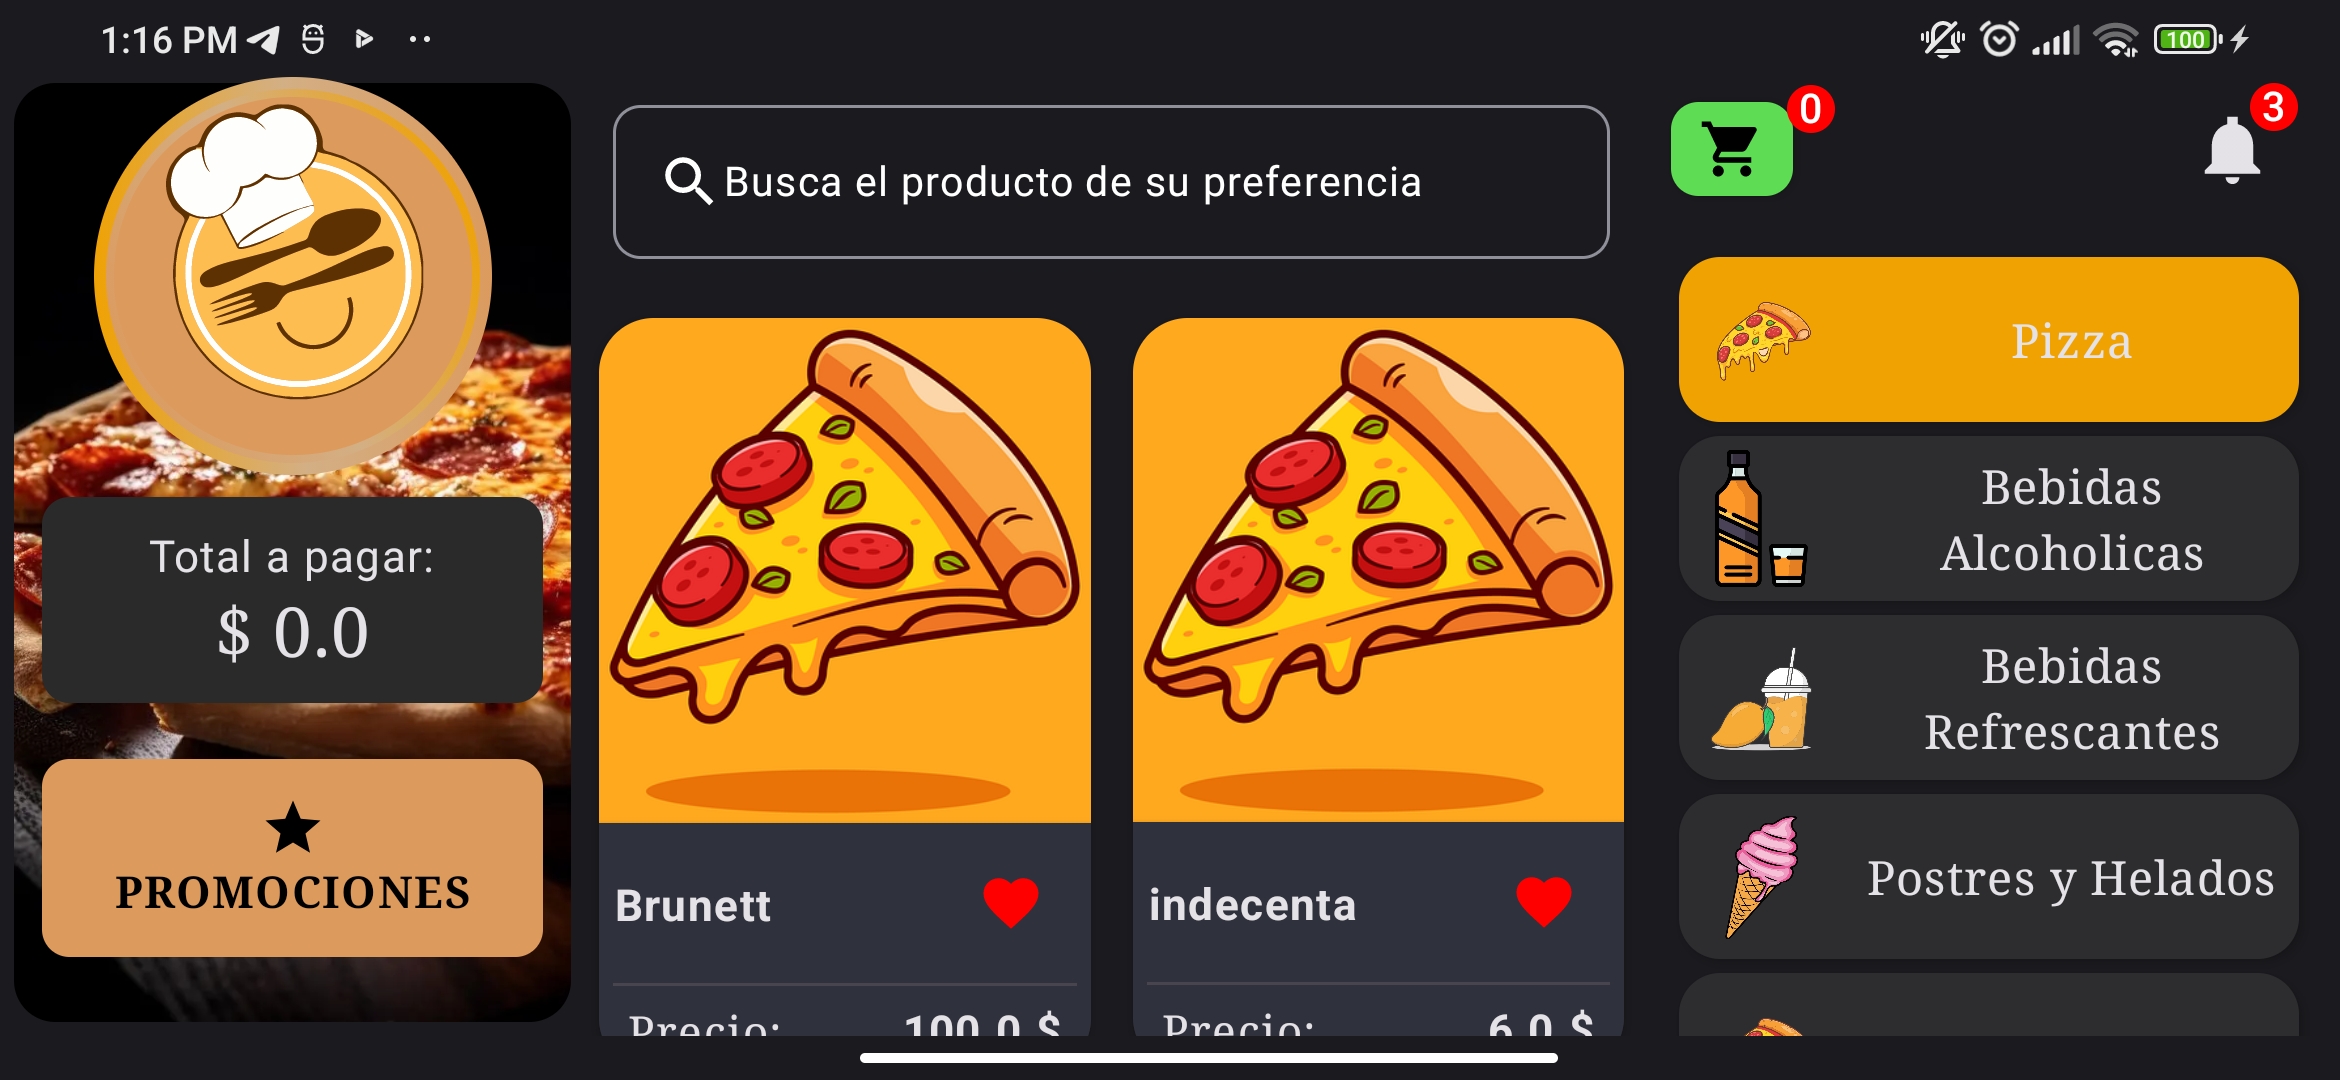 1:16 PM
100
Total a pagar:
$ 0.0
PROMOCIONES
Busca el producto de su preferencia
Brunett
Precio: 100.0 $
indecenta
Precio: 6.0 $
0
3
Pizza
Bebidas
Alcoholicas
Bebidas
Refrescantes
Postres y Helados